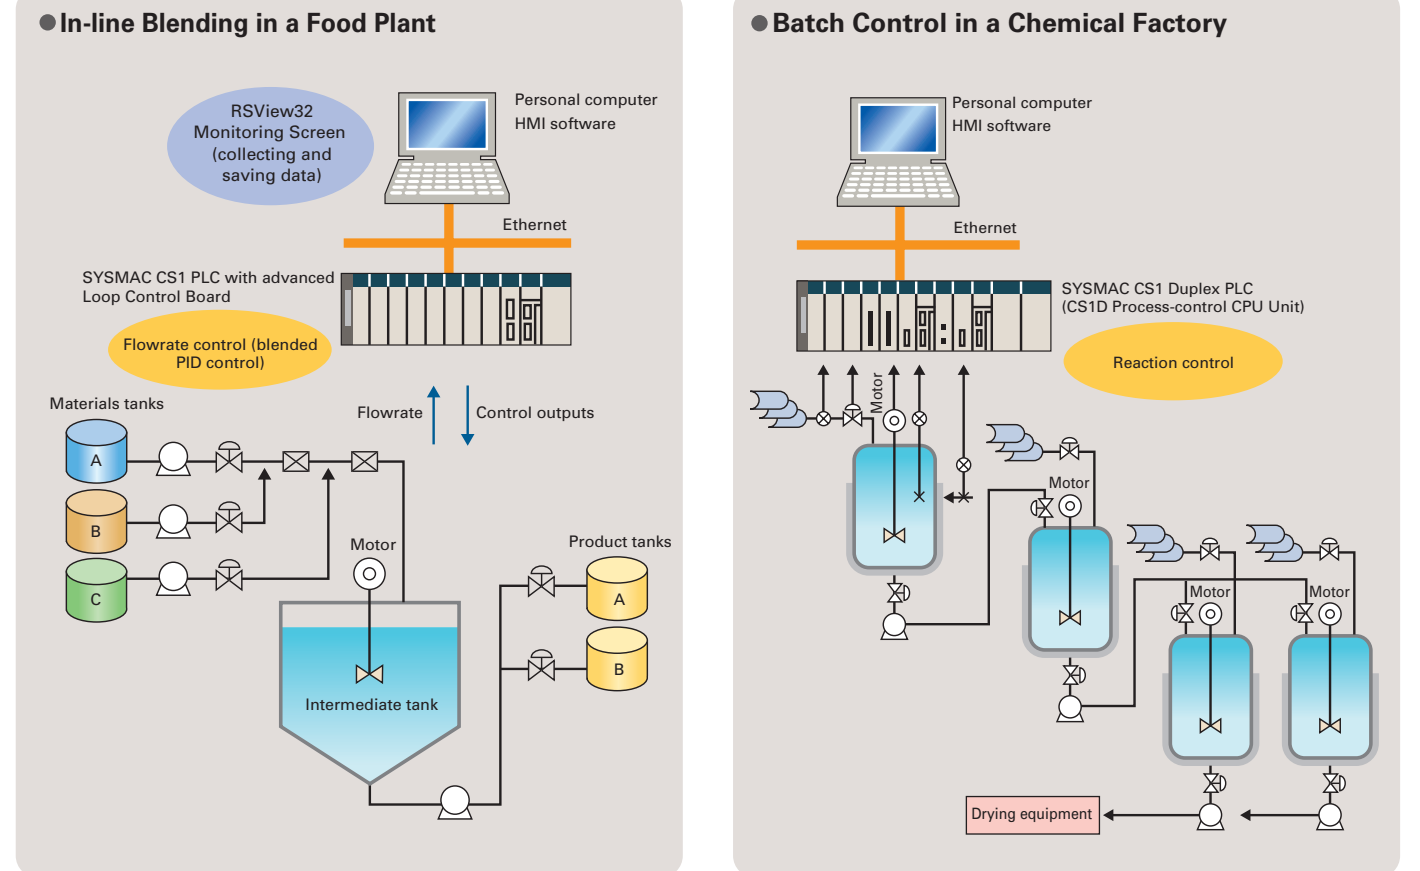 In-line Blending in a Food Plant
RSView32
Monitoring Screen
(collecting and
saving data)
Personal computer
HMI software
Ethernet
SYSMAC CS1 PLC with advanced
Loop Control Board
Flowrate control (blended
PID control)
Flowrate
Control outputs
Materials tanks
A
B
C
Motor
Intermediate tank
Product tanks
A
B
Batch Control in a Chemical Factory
Personal computer
HMI software
Ethernet
SYSMAC CS1 Duplex PLC
(CS1D Process-control CPU Unit)
Reaction control
Motor
Motor
Motor
Motor
Drying equipment